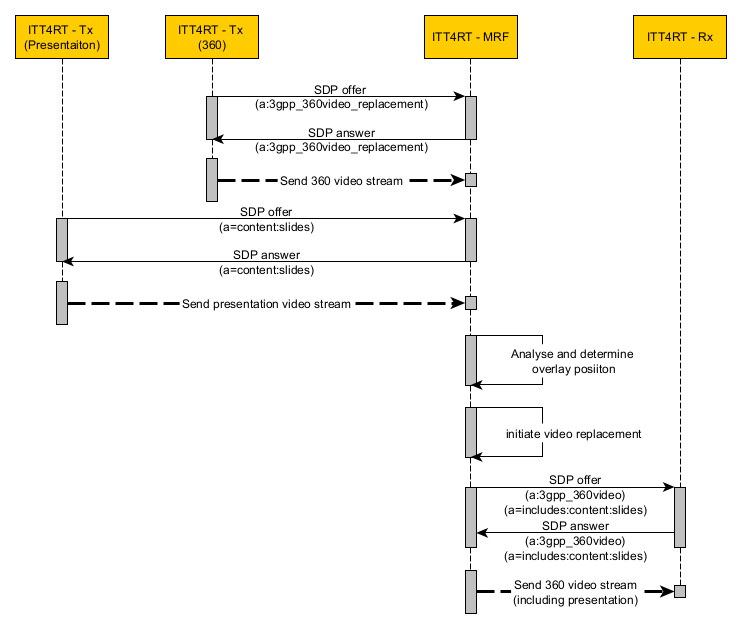 ITT4RT - Tx
(Presentaiton)
ITT4RT - Tx
(360)
ITT4RT - MRF
ITT4RT - Rx
SDP offer
(a:3gpp_360video_replacement)
SDP answer
(a:3gpp_360video_replacement)
Send 360 video stream
SDP offer
(a=content:slides)
SDP answer
(a=content:slides)
Send presentation video stream
Analyse and determine
overlay posiiton
initiate video replacement
SDP offer
(a:3gpp_360video)
(a=includes:content:slides)
SDP answer
(a:3gpp_360video)
(a=includes:content:slides)
Send 360 video stream
(including presentation)